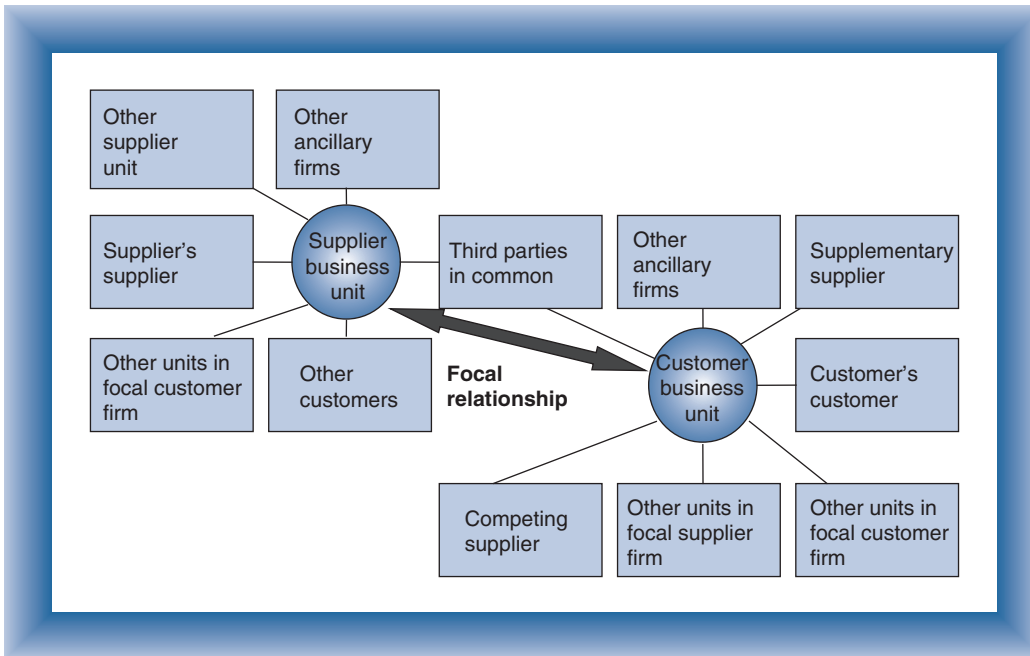 Other
supplier
unit
Other
ancillary
firms
Supplier's
supplier
Supplier
business
unit
Third parties
in common
Other
ancillary
firms
Supplementary
supplier
Other units in
focal customer
firm
Other
customers
Focal
relationship
Customer
business
unit
Customer's
customer
Competing
supplier
Other units in
focal supplier
firm
Other units in
focal customer
firm